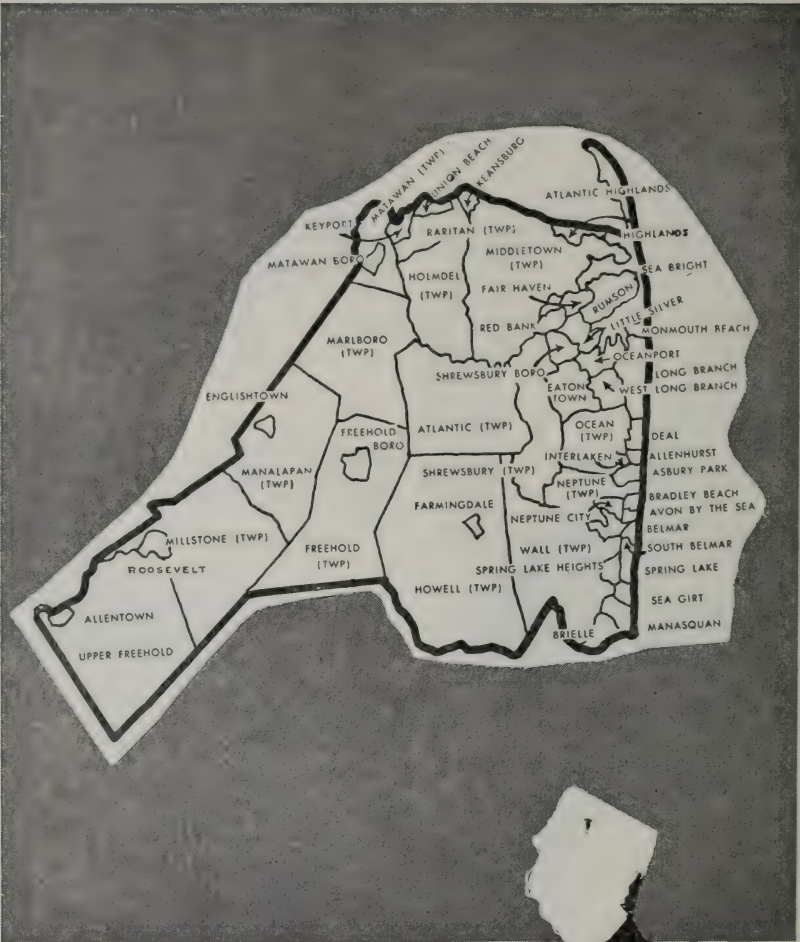 MATAWAN (TWP)
UNION BEACH
KEANSBURG
ATLANTIC HIGHLANDS
KEYPORT
RARITAN (TWP)
HIGHLANDS
MIDDLETOWN
(TWP)
MATAWAN BORO
SEA BRIGHT
HOLMDEL
(TWP)
FAIR HAVEN
RUMSON
LITTLE SILVER
RED BANK
MONMOUTH BEACH
MARLBORO
(TWP)
OCEANPORT
SHREWSBURY BORO
LONG BRANCH
EATON
TOWN
WEST LONG BRANCH
ENGLISHTOWN
ATLANTIC (TWP)
OCEAN
(TWP)
FREEHOLD
BORO
DEAL
INTERLAKEN
ALLENHURST
MANALAPAN
(TWP)
SHREWSBURY (TWP)
ASBURY PARK
NEPTUNE
(TWP)
BRADLEY BEACH
FARMINGDALE
AVON BY THE SEA
NEPTUNE CITY
BELMAR
MILLSTONE (TWP)
FREEHOLD
(TWP)
WALL (TWP)
SOUTH BELMAR
ROOSEVELT
SPRING LAKE HEIGHTS
SPRING LAKE
HOWELL (TWP)
SEA GIRT
ALLENTOWN
MANASQUAN
BRIELLE
UPPER FREEHOLD